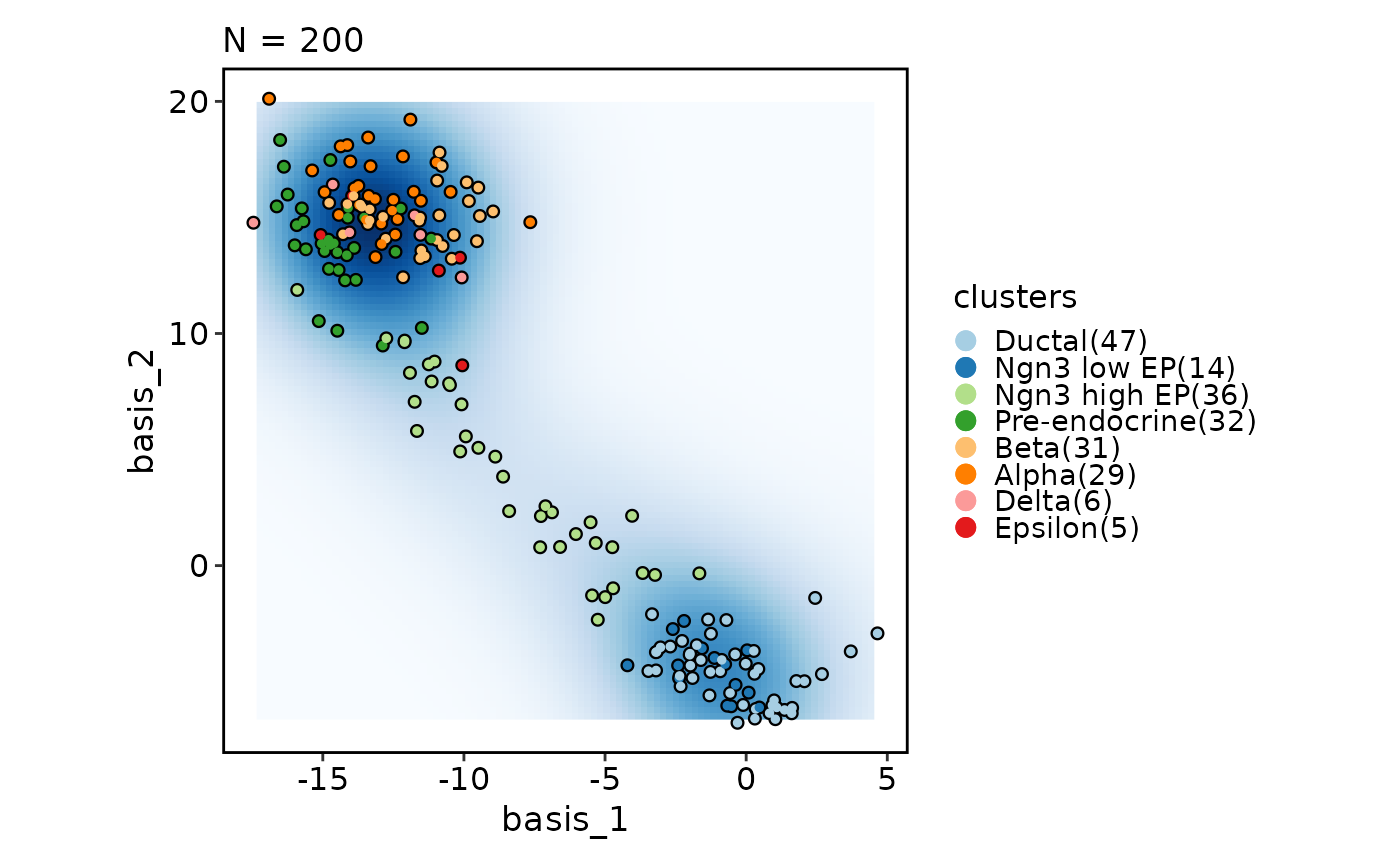 N = 200
20
10
0
-15
-10
-5
0
5
basis_1
basis_2
clusters
Ductal(47)
Ngn3 low EP(14)
Ngn3 high EP(36)
Pre-endocrine(32)
Beta(31)
Alpha(29)
Delta(6)
Epsilon(5)